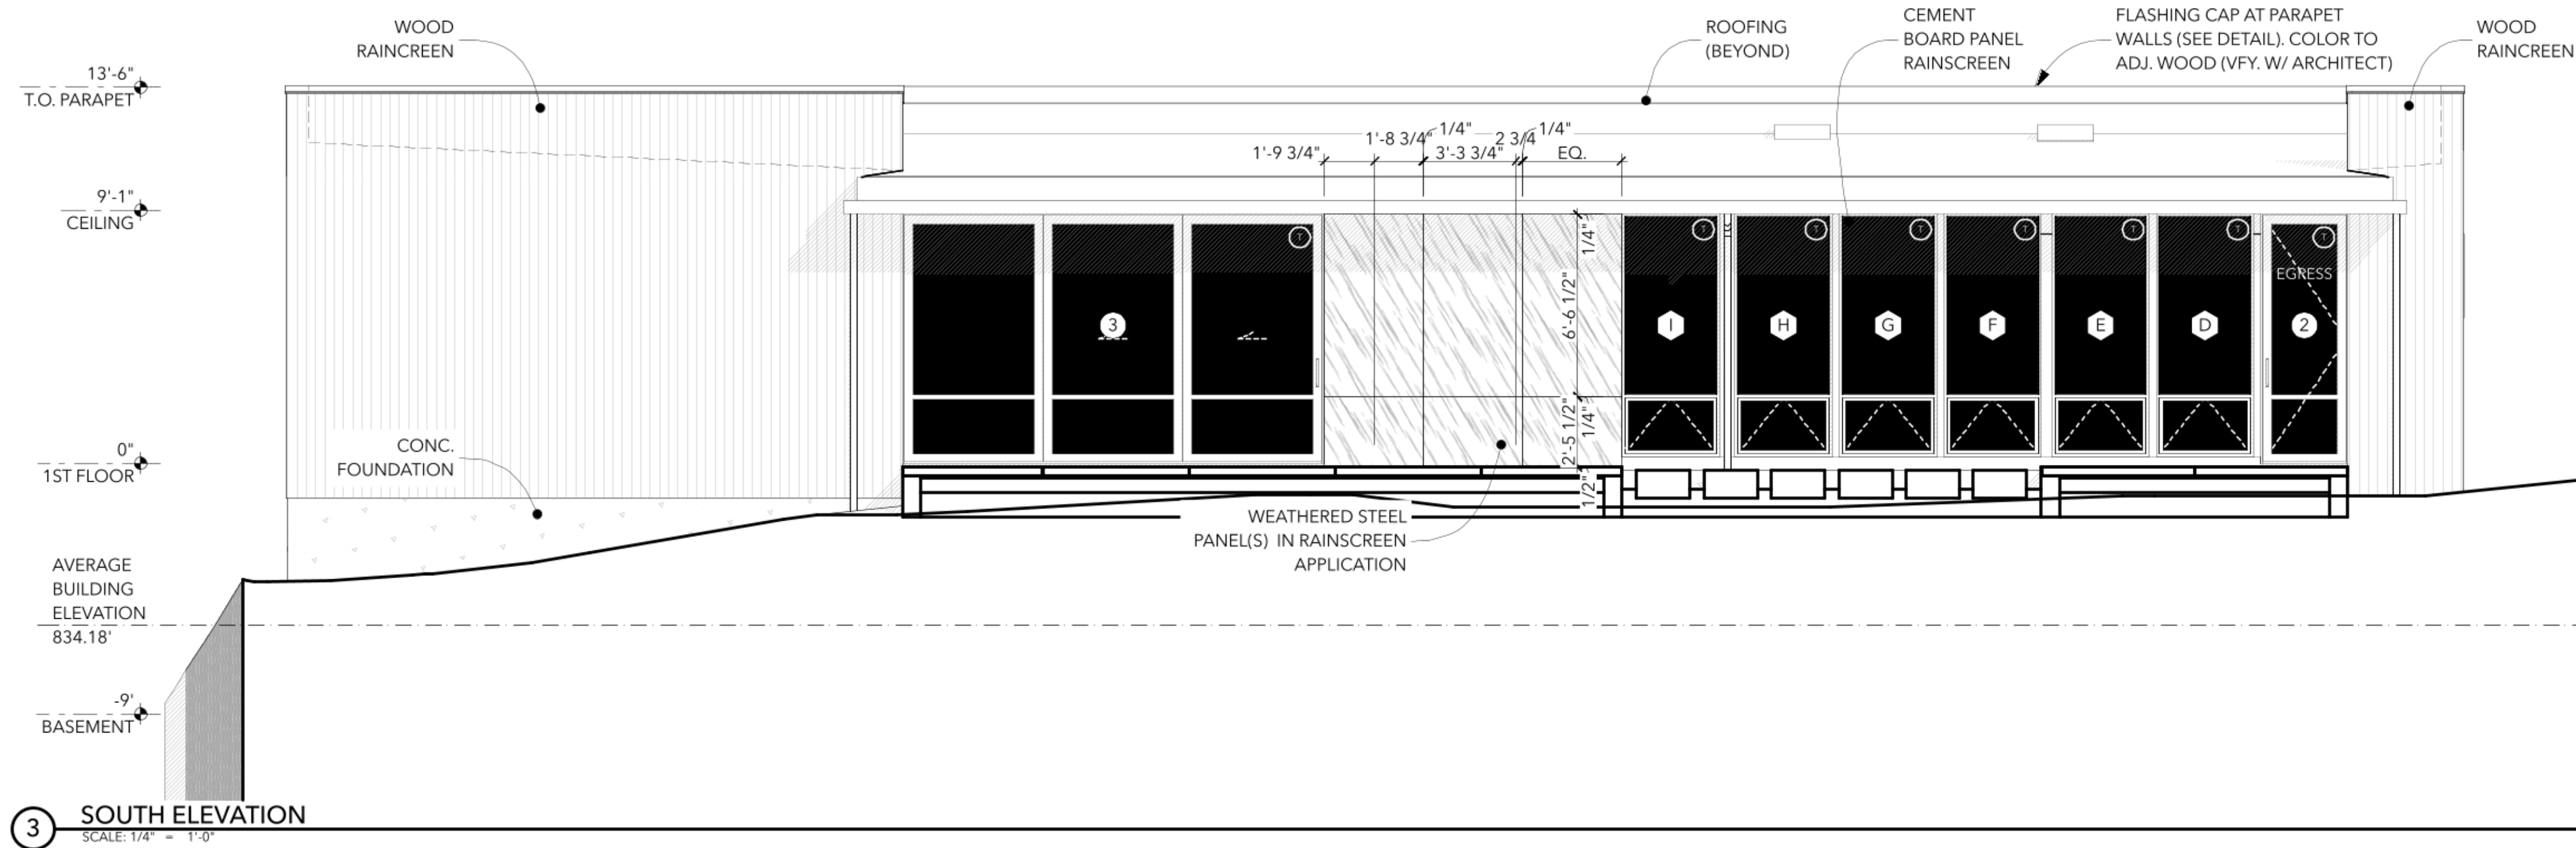 WOOD
RAINCREEN
ROOFING
(BEYOND)
CEMENT
BOARD PANEL
RAINSCREEN
FLASHING CAP AT PARAPET
WALLS (SEE DETAIL). COLOR TO
ADJ. WOOD (VFY. W/ ARCHITECT)
WOOD
RAINCREEN
13'-6"
T.O. PARAPET
1'-9 3/4"
1'-8 3/4"
1/4"
3'-3 3/4"
2 3/4
1/4"
EQ.
9'-1"
CEILING
1/4"
6'-6 1/2"
1/4"
2'-5 1/2"
1/2"
T
T
T
T
T
T
T
T
EGRESS
3
I
H
G
F
E
D
2
0"
1ST FLOOR
CONC.
FOUNDATION
WEATHERED STEEL
PANEL(S) IN RAINSCREEN
APPLICATION
AVERAGE
BUILDING
ELEVATION
834.18'
-9'
BASEMENT
3
SOUTH ELEVATION
SCALE: 1/4" = 1'-0"